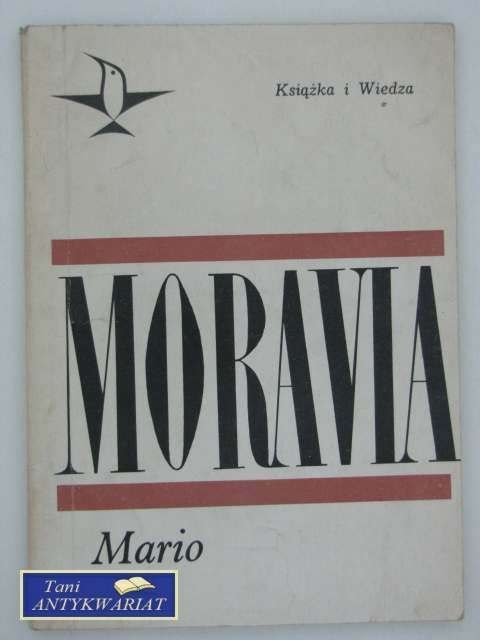 Książka i Wiedza
MORAVIA
Mario
Tani
ANTYKWARIAT